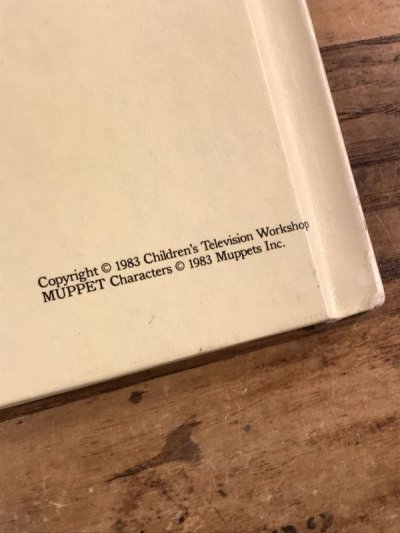 Copyright © 1983 Children's Television Workshop
MUPPET Characters © 1983 Muppets Inc.